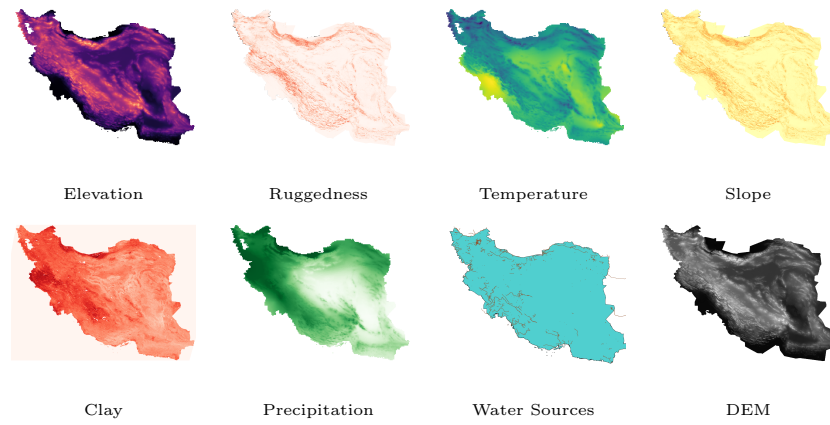 Elevation
Ruggedness
Temperature
Slope
Clay
Precipitation
Water Sources
DEM